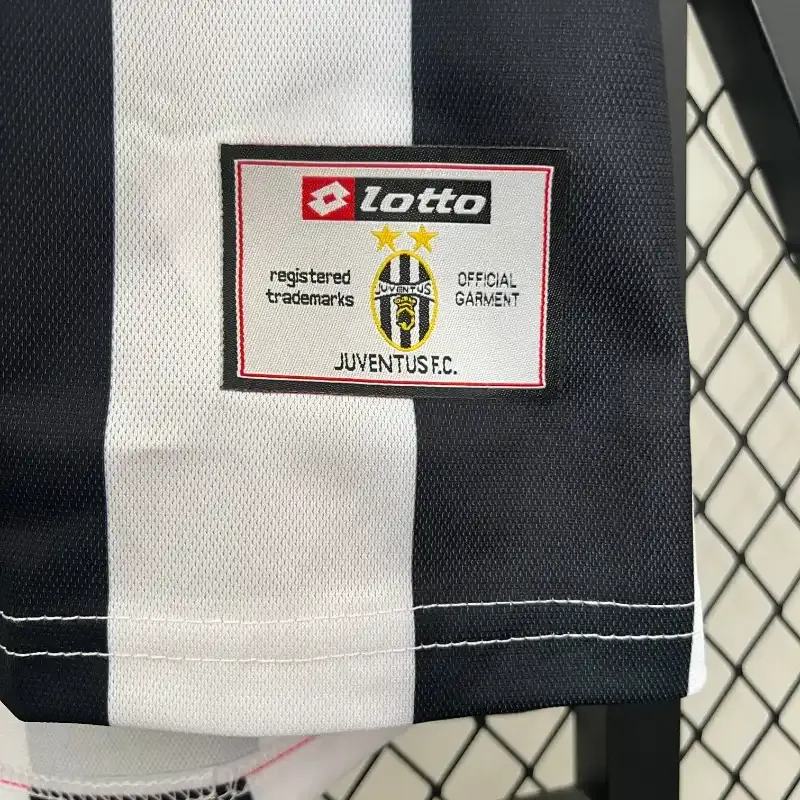 lotto
registered
trademarks
JUVENTUS
OFFICIAL
GARMENT
JUVENTUS F.C.